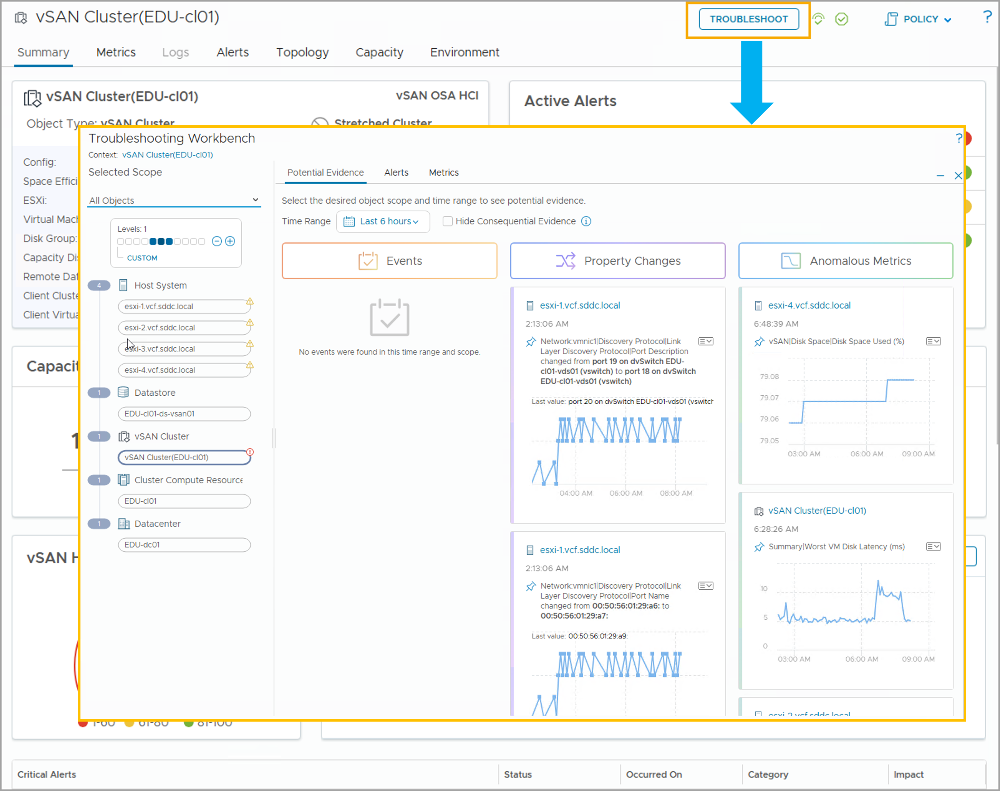 vSAN Cluster(EDU-cl01)
TROUBLESHOOT
POLICY
?
Summary
Metrics
Logs
Alerts
Topology
Capacity
Environment
vSAN Cluster(EDU-cl01)
vSAN OSA HCI
Object Type: vSAN Cluster
Stretched Cluster
Active Alerts
Config:
Space Effici
ESXi:
Virtual Mach
Disk Group:
Capacity Dis
Remote Dat
Client Cluste
Client Virtua
Capacit
1
vSAN H
Troubleshooting Workbench
?
Context: vSAN Cluster(EDU-cl01)
Selected Scope
All Objects
Levels: 1
CUSTOM
4
Host System
esxi-1.vcf.sddc.local
esxi-2.vcf.sddc.local
esxi-3.vcf.sddc.local
esxi-4.vcf.sddc.local
1
Datastore
EDU-cl01-ds-vsan01
1
vSAN Cluster
vSAN Cluster(EDU-cl01)
1
Cluster Compute Resource
EDU-cl01
1
Datacenter
EDU-dc01
Potential Evidence
Alerts
Metrics
Select the desired object scope and time range to see potential evidence.
Time Range
Last 6 hours
Hide Consequential Evidence
Events
No events were found in this time range and scope.
Property Changes
esxi-1.vcf.sddc.local
2:13:06 AM
Network:vmnic1|Discovery Protocol|Link
Layer Discovery Protocol|Port Description
changed from port 19 on dvSwitch EDU-
cl01-vds01 (vswitch) to port 18 on dvSwitch
EDU-cl01-vds01 (vswitch)
Last value: port 20 on dvSwitch EDU-cl01-vds01 (vswitch
04:00 AM
06:00 AM
08:00 AM
esxi-1.vcf.sddc.local
2:13:06 AM
Network:vmnic1|Discovery Protocol|Link
Layer Discovery Protocol|Port Name
changed from 00:50:56:01:29:a6: to
00:50:56:01:29:a7:
Last value: 00:50:56:01:29:a9:
Anomalous Metrics
esxi-4.vcf.sddc.local
6:48:39 AM
vSAN|Disk Space|Disk Space Used (%)
79.08
79.07
79.06
79.05
03:00 AM
06:00 AM
09:00 AM
vSAN Cluster(EDU-cl01)
6:28:26 AM
Summary|Worst VM Disk Latency (ms)
10
5
0
03:00 AM
06:00 AM
09:00 AM
esxi-2.vcf.sddc.local
1-60
61-80
81-100
Critical Alerts
Status
Occurred On
Category
Impact